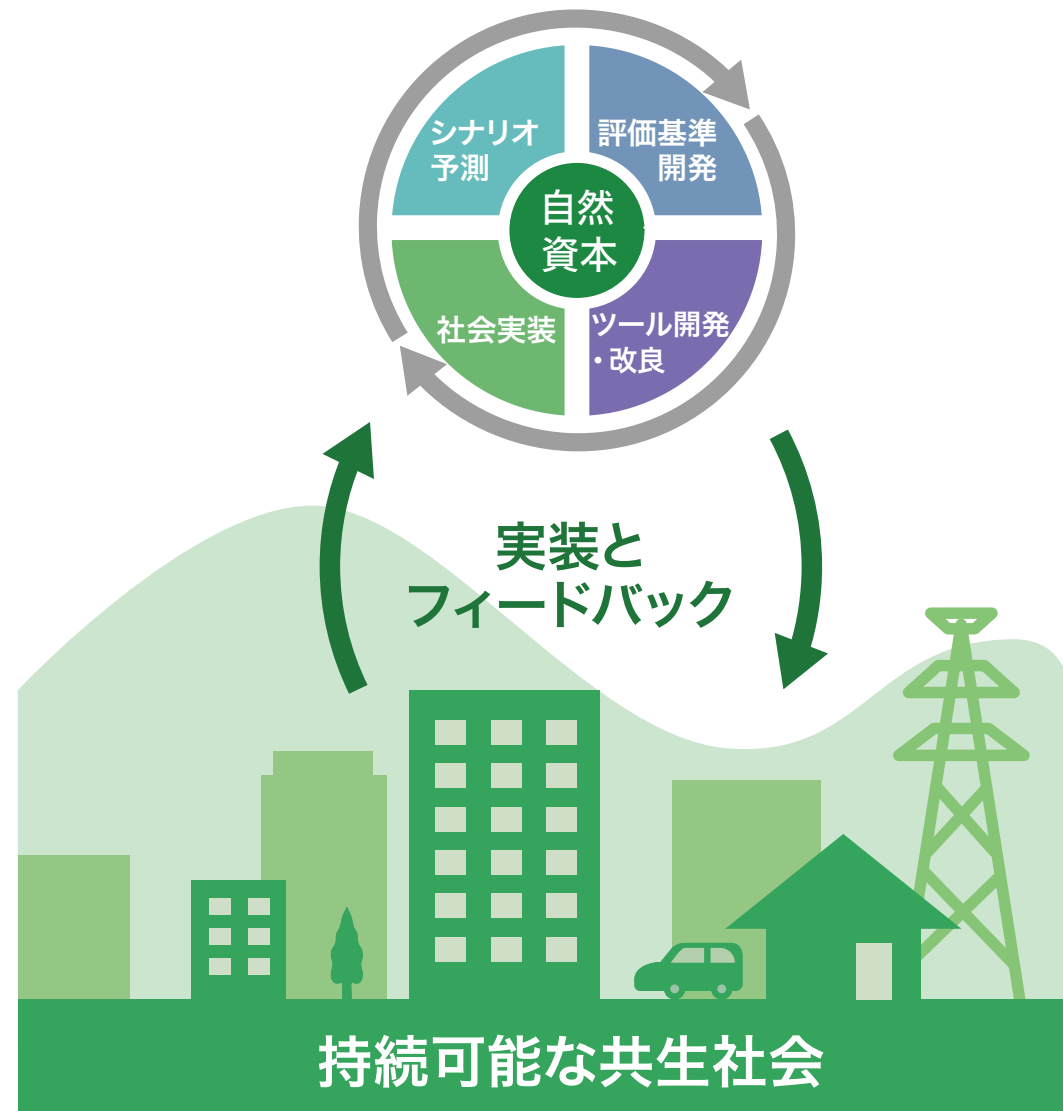 シナリオ
予測
評価基準
開発
自然
資本
社会実装
ツール開発
・改良
実装と
フィードバック
持続可能な共生社会